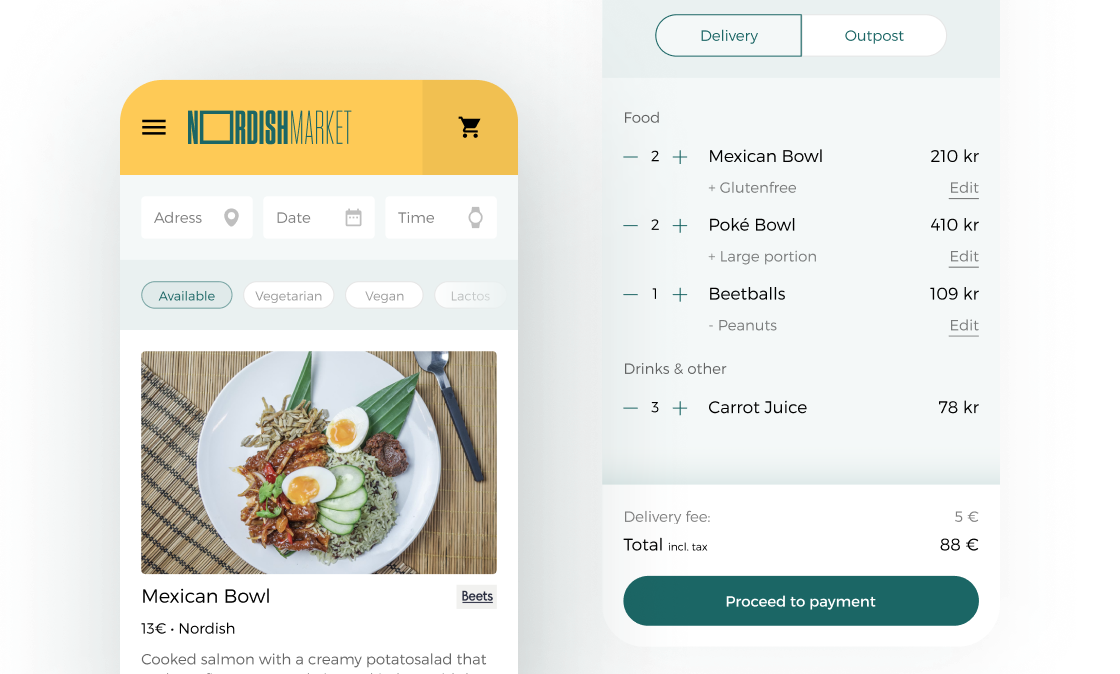 NORDISHMARKET
Adress
Date
Time
Available
Vegetarian
Vegan
Lactos
Mexican Bowl
Beets
13€ • Nordish
Cooked salmon with a creamy potatosalad that
Delivery
Outpost
Food
— 2 + Mexican Bowl 210 kr
+ Glutenfree Edit
— 2 + Poké Bowl 410 kr
+ Large portion Edit
— 1 + Beetballs 109 kr
- Peanuts Edit
Drinks & other
— 3 + Carrot Juice 78 kr
Delivery fee: 5 €
Total incl. tax 88 €
Proceed to payment